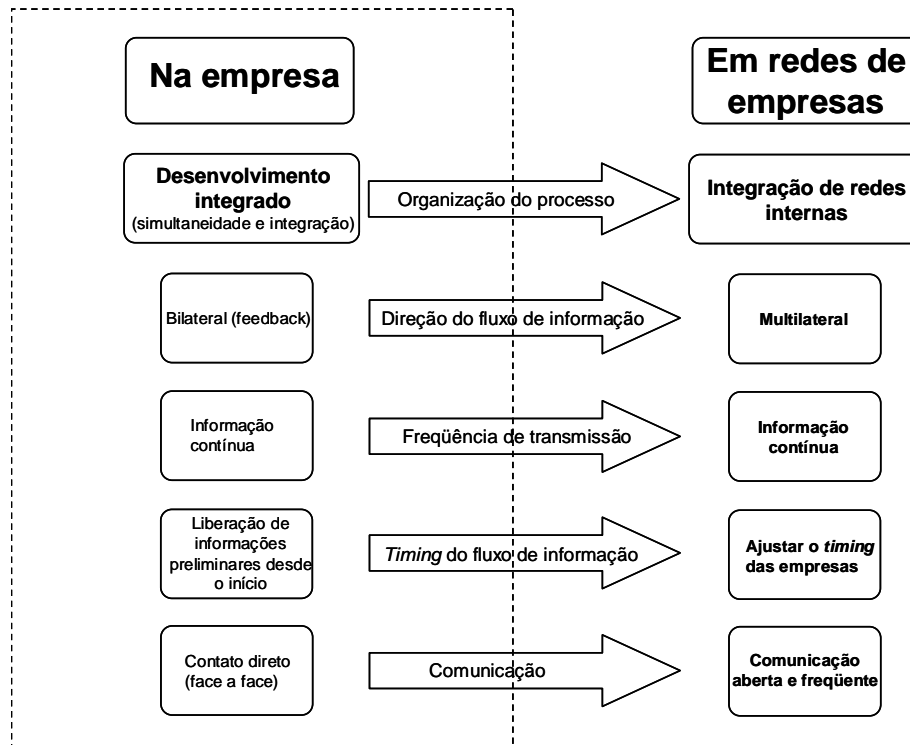 Na empresa
Em redes de
empresas
Desenvolvimento
integrado
(simultaneidade e integração)
Organização do processo
Integração de redes
internas
Bilateral (feedback)
Direção do fluxo de informação
Multilateral
Informação
contínua
Freqüência de transmissão
Informação
contínua
Liberação de
informações
preliminares desde
o início
Timing do fluxo de informação
Ajustar o timing
das empresas
Contato direto
(face a face)
Comunicação
Comunicação
aberta e freqüente